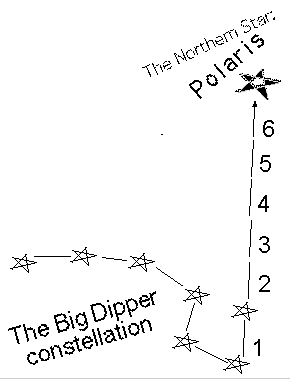 The Northern Star:
Polaris
6
5
4
3
2
1
The Big Dipper
constellation